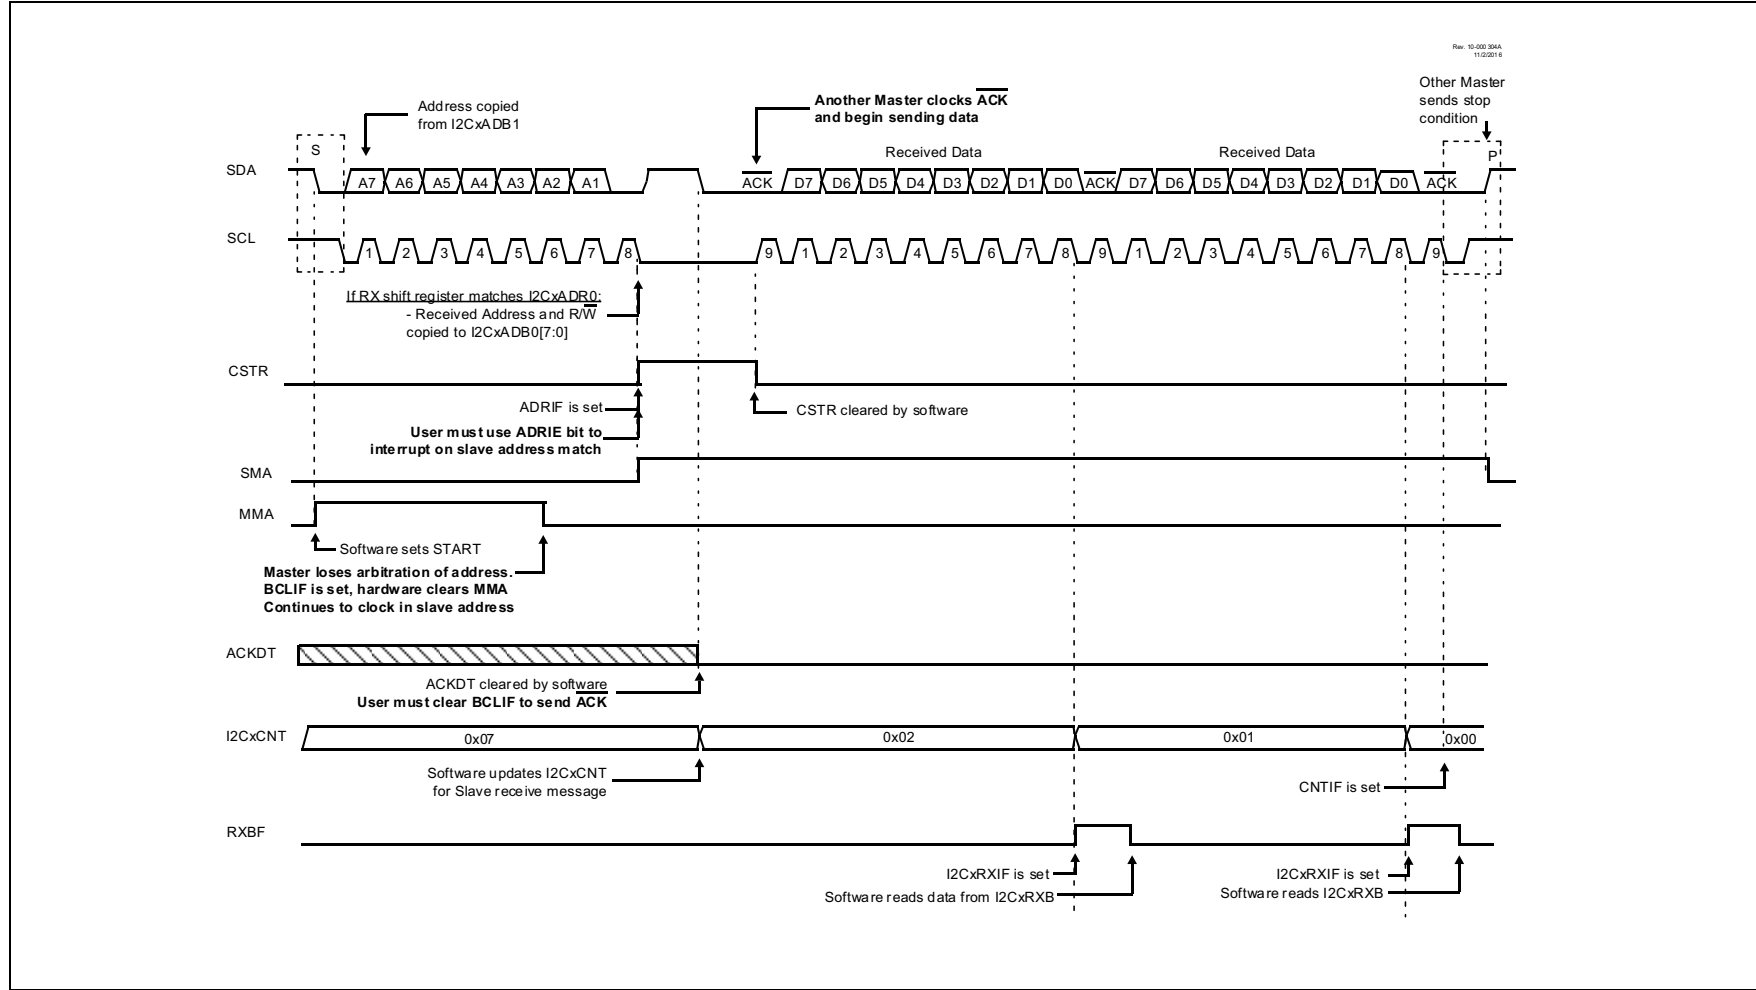 Rev. 10-000 304A
11/2/2016
Other Master
sends stop
condition
Another Master clocks ACK
and begin sending data
Address copied
from I2CxADB1
S
Received Data
Received Data
P
SDA
A7 A6 A5 A4 A3 A2 A1 ACK D7 D6 D5 D4 D3 D2 D1 D0 ACK D7 D6 D5 D4 D3 D2 D1 D0 ACK
SCL
1 2 3 4 5 6 7 8 9 1 2 3 4 5 6 7 8 9 1 2 3 4 5 6 7 8 9
If RX shift register matches I2CxADR0:
- Received Address and R/W
copied to I2CxADB0[7:0]
CSTR
ADRIF is set
CSTR cleared by software
User must use ADRIE bit to
interrupt on slave address match
SMA
MMA
Software sets START
Master loses arbitration of address.
BCLIF is set, hardware clears MMA
Continues to clock in slave address
ACKDT
ACKDT cleared by software
User must clear BCLIF to send ACK
I2CxCNT
0x07 0x02 0x01 0x00
Software updates I2CxCNT
for Slave receive message
CNTIF is set
RXBF
I2CxRXIF is set
Software reads data from I2CxRXB
I2CxRXIF is set
Software reads I2CxRXB